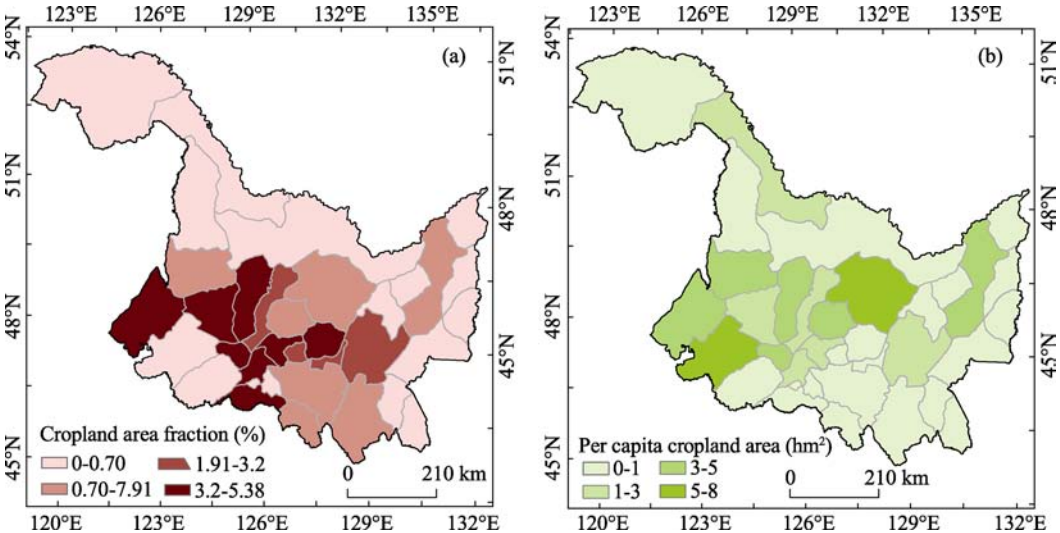 123°E 126°E 129°E 132°E 135°E
(a)
54°N
51°N
48°N
45°N
51°N
48°N
45°N
Cropland area fraction (%)
0-0.70 1.91-3.2
0.70-7.91 3.2-5.38
0 210 km
120°E 123°E 126°E 129°E 132°E
123°E 126°E 129°E 132°E 135°E
(b)
54°N
51°N
48°N
45°N
51°N
48°N
45°N
Per capita cropland area (hm²)
0-1 3-5
1-3 5-8
0 210 km
120°E 123°E 126°E 129°E 132°E